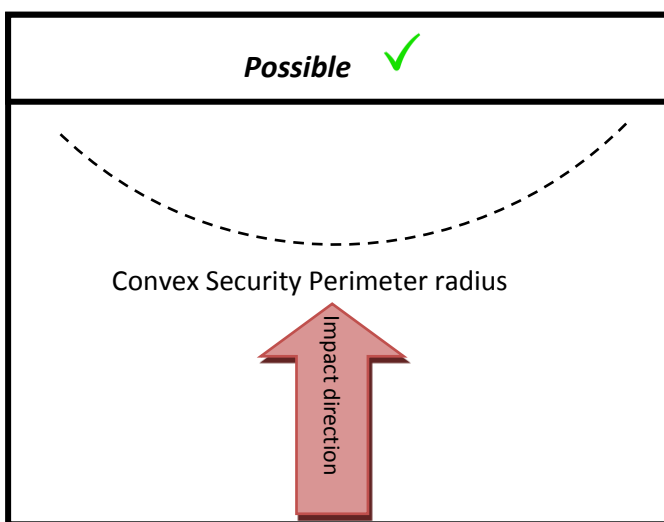 Possible
Convex Security Perimeter radius
Impact direction